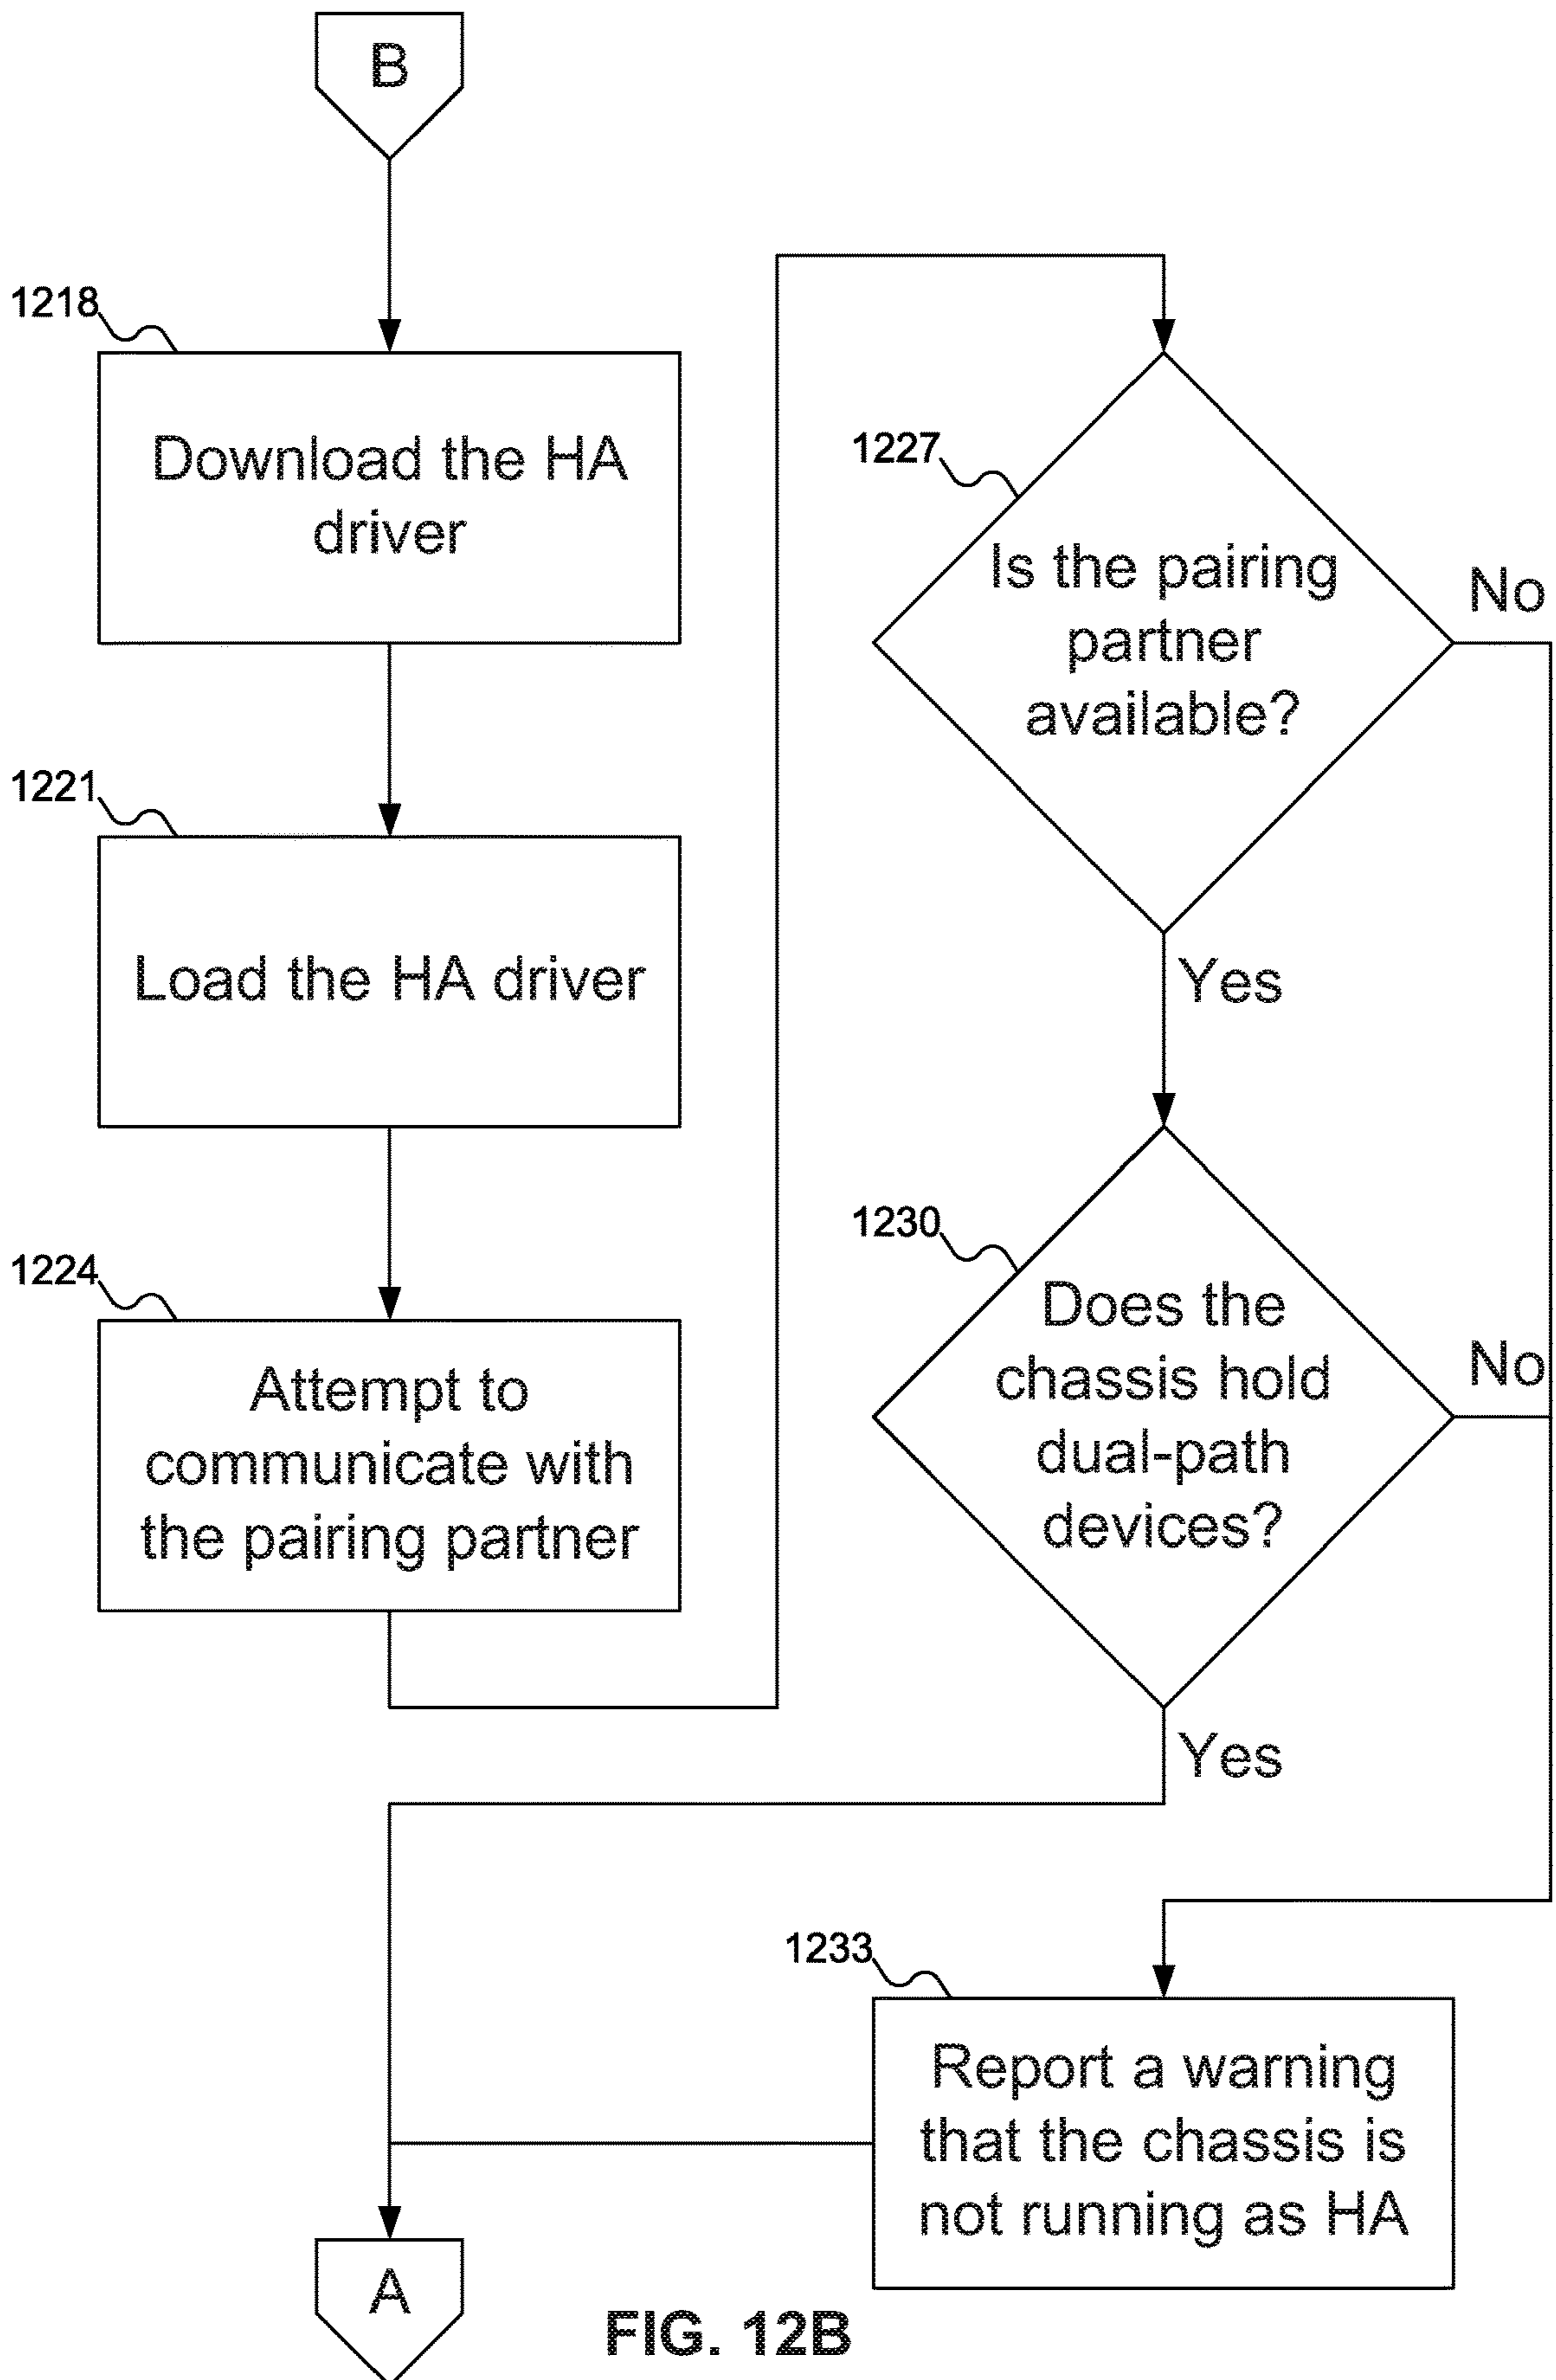 B
1218
Download the HA
driver
1221
Load the HA driver
1224
Attempt to
communicate with
the pairing partner
1227
Is the pairing
partner
available?
No
Yes
1230
Does the
chassis hold
dual-path
devices?
No
Yes
1233
Report a warning
that the chassis is
not running as HA
A
FIG. 12B